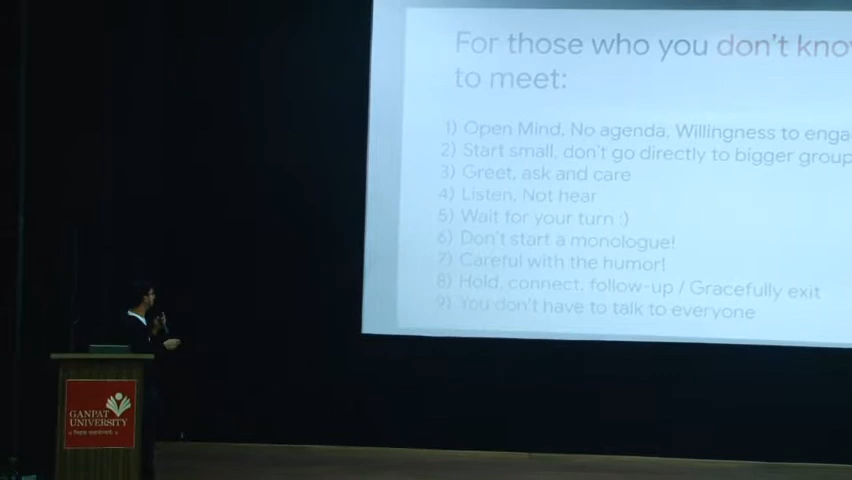 For those who you don't kno
to meet:
1) Open Mind, No agenda, Willingness to enga
2) Start small, don't go directly to bigger group
3) Greet, ask and care
4) Listen, Not hear
5) Wait for your turn :)
6) Don't start a monologue!
7) Careful with the humor!
8) Hold, connect, follow-up / Gracefully exit
9) You don't have to talk to everyone
GANPAT
UNIVERSITY